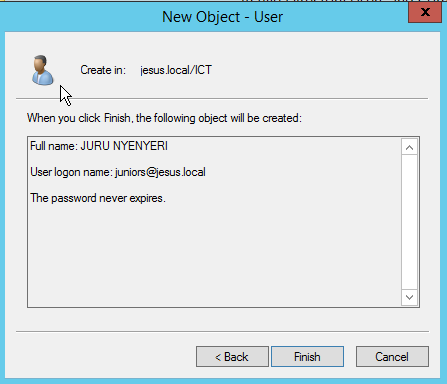 New Object - User
x
Create in: jesus.local/ICT
When you click Finish, the following object will be created:
Full name: JURU NYENYERI
User logon name: juniors@jesus.local
The password never expires.
< Back Finish Cancel